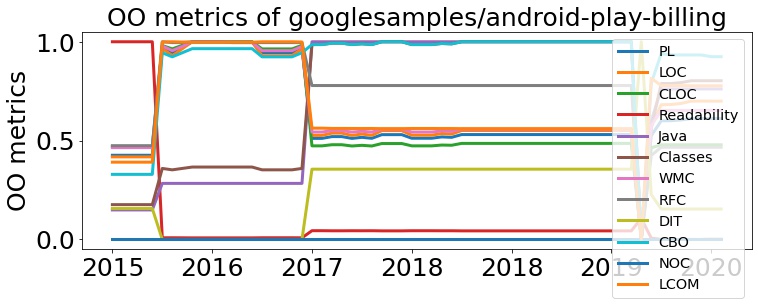 OO metrics of googlesamples/android-play-billing
OO metrics
1.0
0.5
0.0
2015
2016
2017
2018
2018
2019
2020
PL
LOC
CLOC
Readability
Java
Classes
WMC
RFC
DIT
CBO
NOC
LCOM